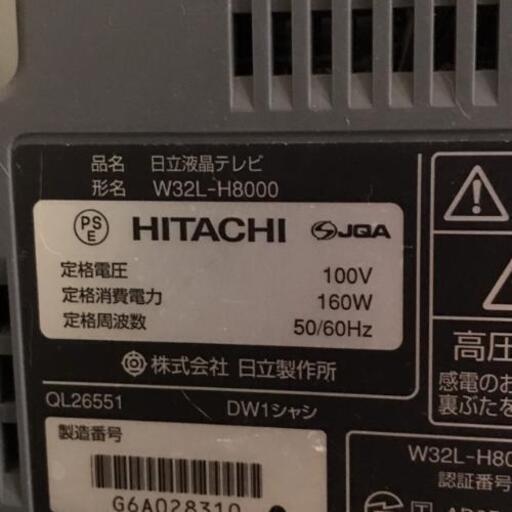 品名 日立液晶テレビ
形名 W32L-H8000
PS
E
HITACHI JQA
定格電圧 100V
定格消費電力 160W
定格周波数 50/60Hz
株式会社 日立製作所
QL26551 DW1シャシ
製造番号
G6A028310
高圧
感電のお
裏ぶたを
W32L-H80
認証番号